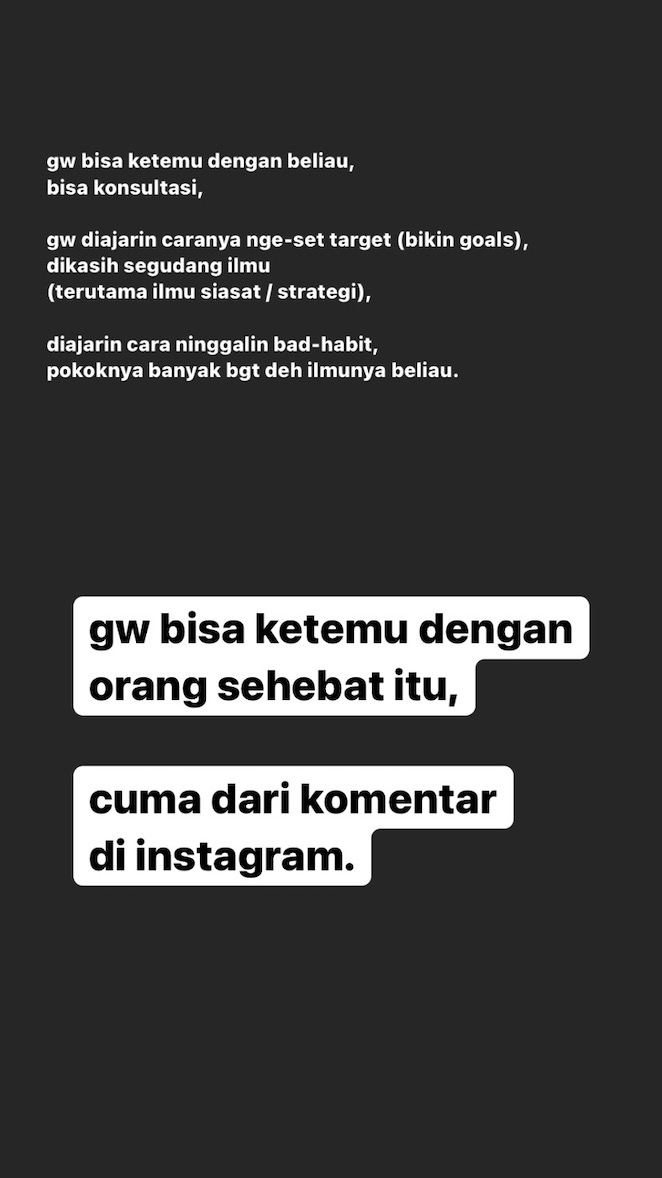 gw bisa ketemu dengan beliau,
bisa konsultasi,
gw diajarin caranya nge-set target (bikin goals),
dikasih segudang ilmu
(terutama ilmu siasat / strategi),
diajarin cara ninggalin bad-habit,
pokoknya banyak bgt deh ilmunya beliau.
gw bisa ketemu dengan
orang sehebat itu,
cuma dari komentar
di instagram.